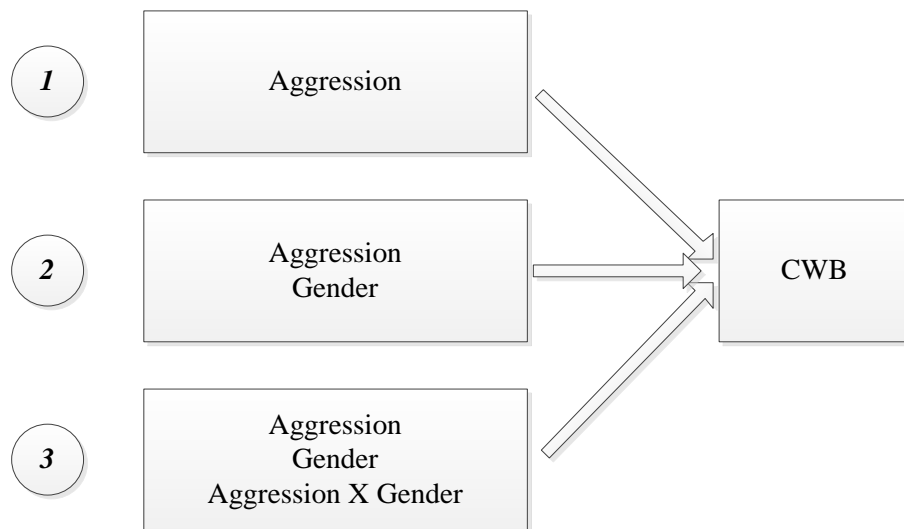 1
Aggression
2
Aggression
Gender
CWB
3
Aggression
Gender
Aggression X Gender